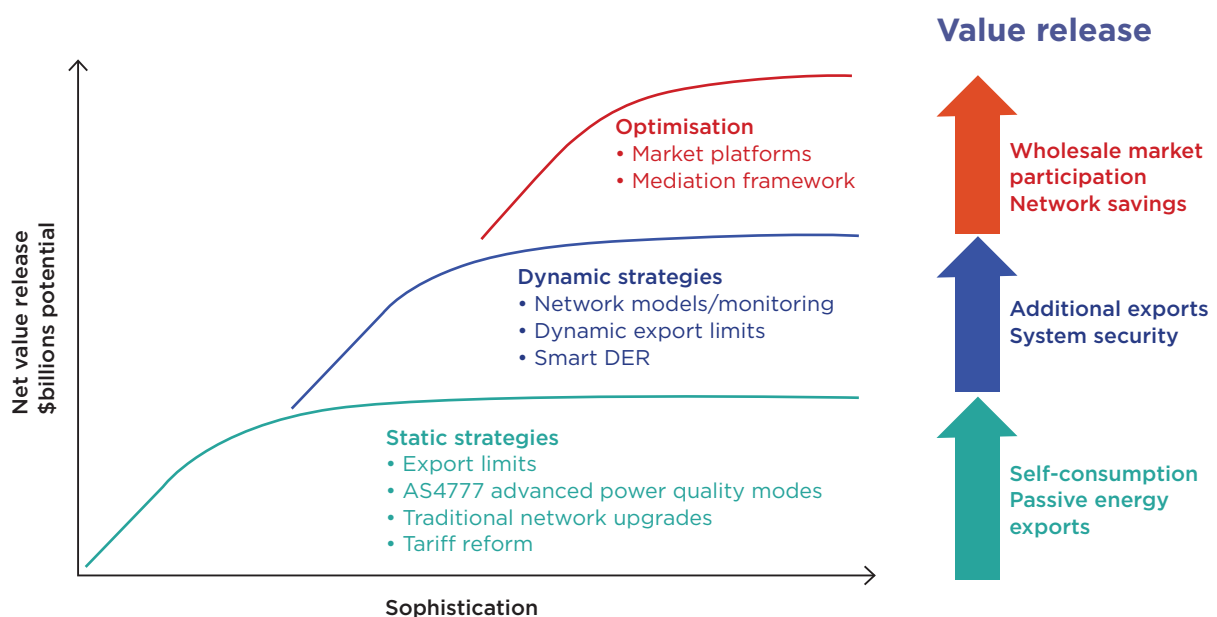 Value release
Net value release
$billions potential
Optimisation
• Market platforms
• Mediation framework
Wholesale market
participation
Network savings
Dynamic strategies
• Network models/monitoring
• Dynamic export limits
• Smart DER
Additional exports
System security
Static strategies
• Export limits
• AS4777 advanced power quality modes
• Traditional network upgrades
• Tariff reform
Self-consumption
Passive energy
exports
Sophistication